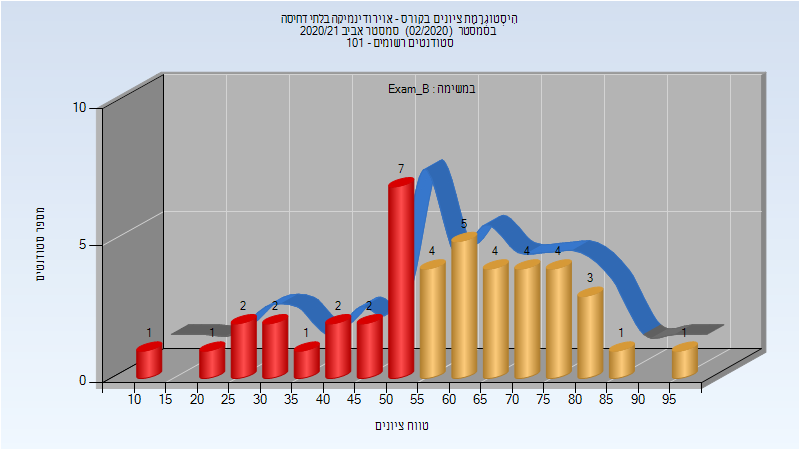 היסטוגרמת ציונים בקורס - אוירודינמיקה בלתי דחיסה
בסמסטר (02/2020) סמסטר אביב 2020/21
סטודנטים רשומים - 101
במשימה : Exam_B
מספר סטודנטים
10
5
0
1
1
2
2
1
2
2
7
4
5
4
4
4
3
1
1
10 15 20 25 30 35 40 45 50 55 60 65 70 75 80 85 90 95
טווח ציונים